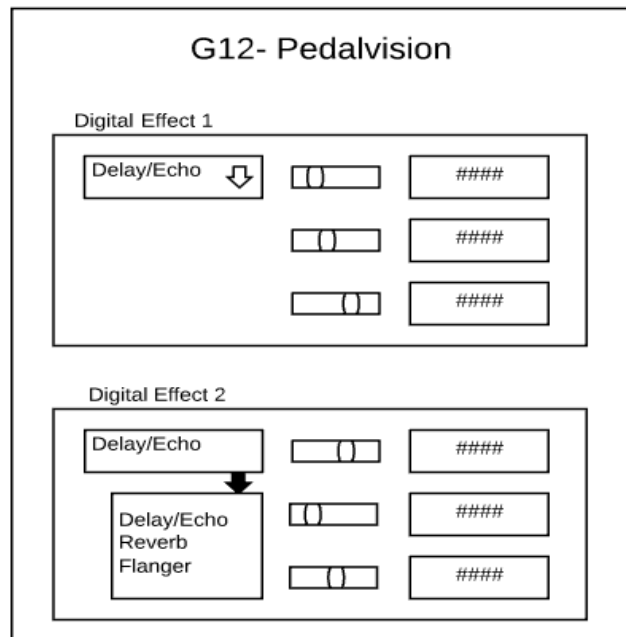 G12- Pedalvision
Digital Effect 1
Delay/Echo
####
####
####
Digital Effect 2
Delay/Echo
####
Delay/Echo
Reverb
Flanger
####
####